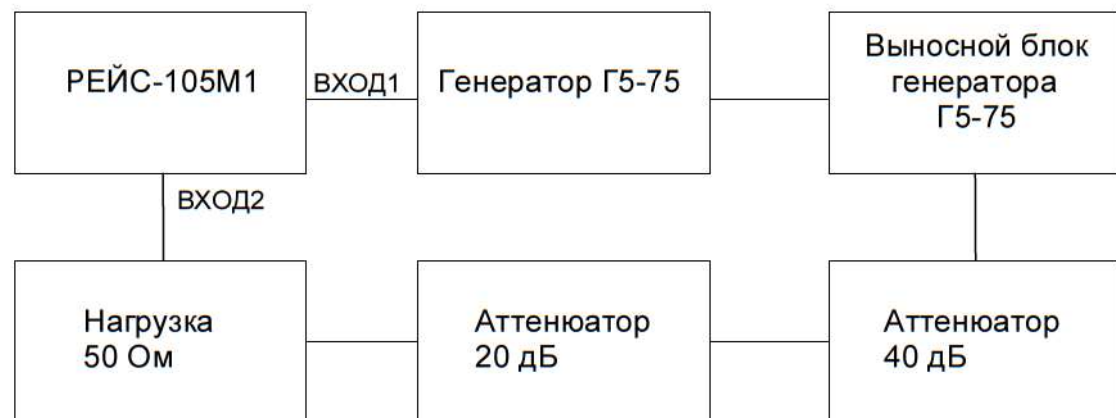 РЕЙС-105М1
ВХОД1
Генератор Г5-75
Выносной блок
генератора
Г5-75
ВХОД2
Нагрузка
50 Ом
Аттенюатор
20 дБ
Аттенюатор
40 дБ